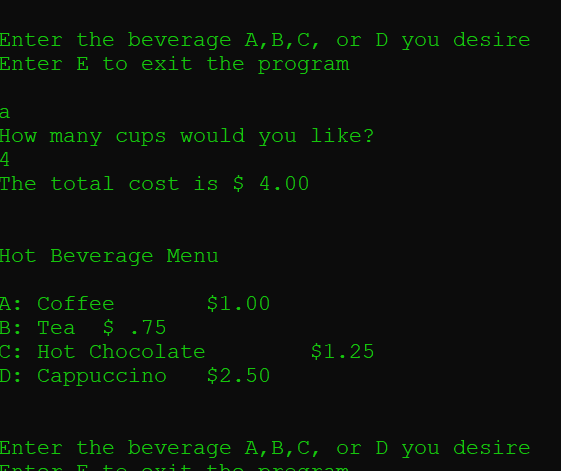 Enter the beverage A,B,C, or D you desire
Enter E to exit the program
a
How many cups would you like?
4
The total cost is $ 4.00
Hot Beverage Menu
A: Coffee $1.00
B: Tea $ .75
C: Hot Chocolate $1.25
D: Cappuccino $2.50
Enter the beverage A,B,C, or D you desire
Enter E to exit the program